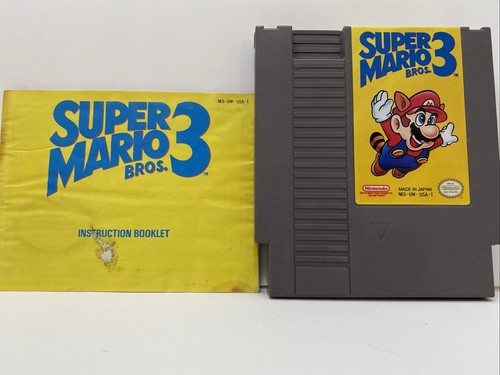 NES-UM-USA-1
SUPER
MARIO 3
BROS. ™
INSTRUCTION BOOKLET
SUPER
MARIO 3
BROS. ™
Nintendo
MADE IN JAPAN
NES-UM-USA-1